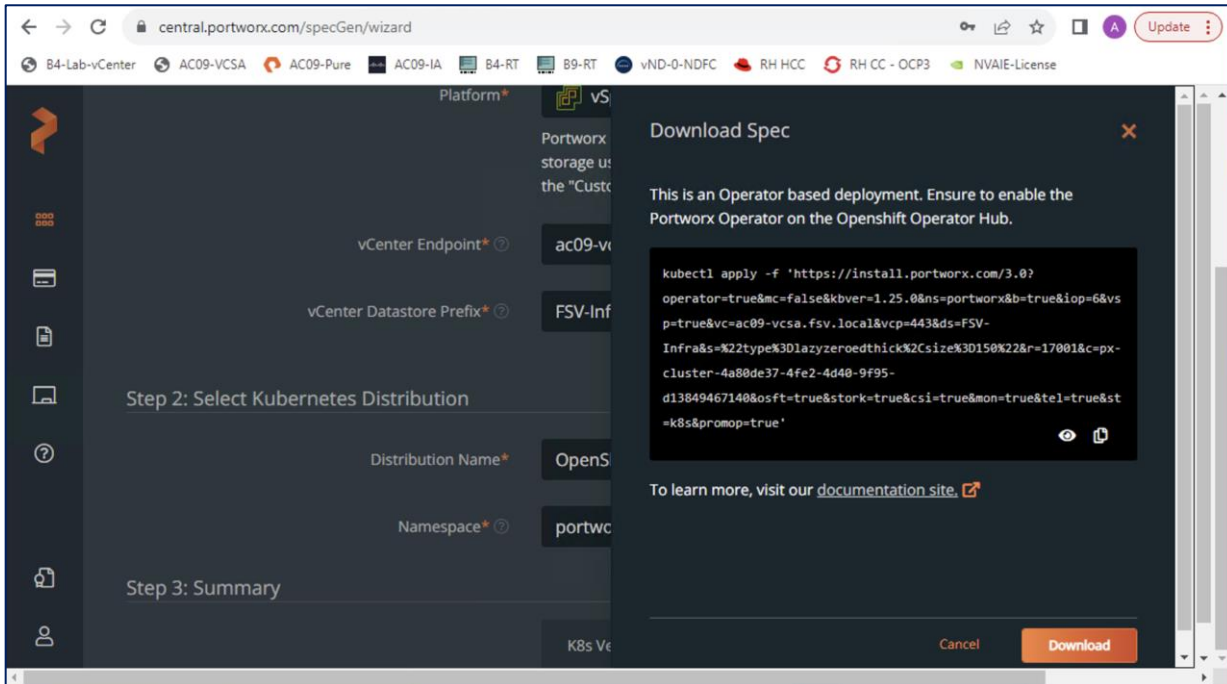 central.portworx.com/specGen/wizard
A
Update
B4-Lab-vCenter AC09-VCSA AC09-Pure AC09-IA B4-RT B9-RT vND-0-NDFC RH HCC RH CC - OCP3 NVAIE-License
Platform*
vS
Portworx
storage us
the "Custo
vCenter Endpoint*
ac09-vc
vCenter Datastore Prefix*
FSV-Inf
Step 2: Select Kubernetes Distribution
Distribution Name*
OpenS
Namespace*
portwo
Step 3: Summary
K8s Ve
Download Spec
This is an Operator based deployment. Ensure to enable the
Portworx Operator on the Openshift Operator Hub.
kubectl apply -f 'https://install.portworx.com/3.0?
operator=true&mc=false&kbver=1.25.0&ns=portworx&b=true&iop=6&vs
p=true&vc=ac09-vcsa.fsv.local&vcp=443&ds=FSV-
Infra&s=%22type%3Dlazyzeroedthick%2Csize%3D150%22&r=17001&c=px-
cluster-4a80de37-4fe2-4d40-9f95-
d13849467140&osft=true&stork=true&csi=true&mon=true&tel=true&st
=k8s&promop=true'
To learn more, visit our documentation site.
Cancel
Download